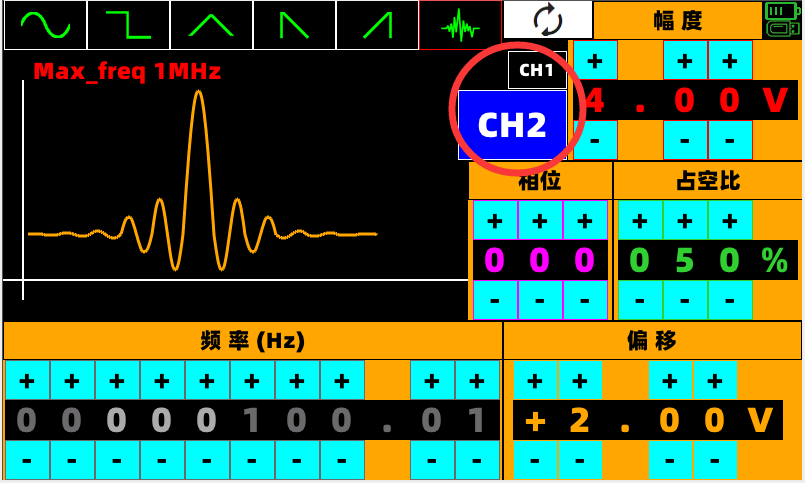 幅 度
Max_freq 1MHz
CH1
CH2
+ + +
4 . 0 0 V
- - -
相位
占空比
+ + + + + +
0 0 0 0 5 0 %
- - - - - -
频 率 (Hz)
偏 移
+ + + + + + + + + + + + + +
0 0 0 0 0 1 0 0 . 0 1 + 2 . 0 0 V
- - - - - - - - - - - - - -